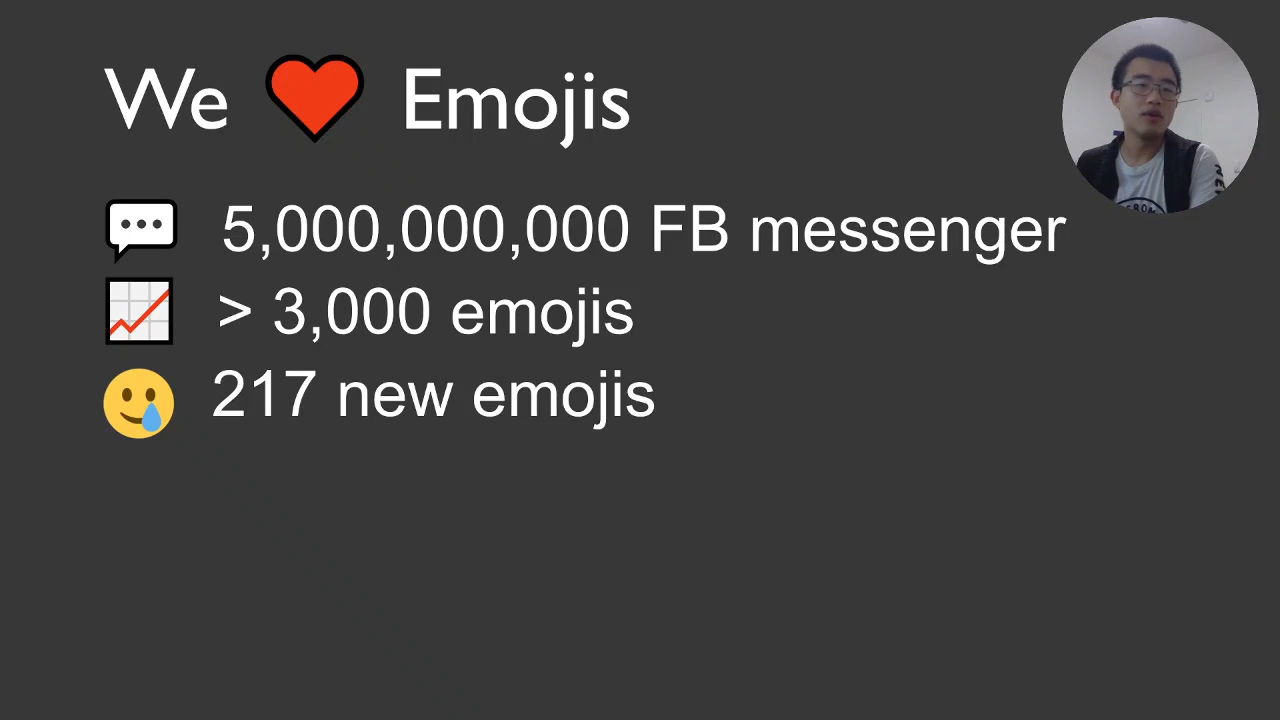 We ❤ Emojis
5,000,000,000 FB messenger
> 3,000 emojis
217 new emojis